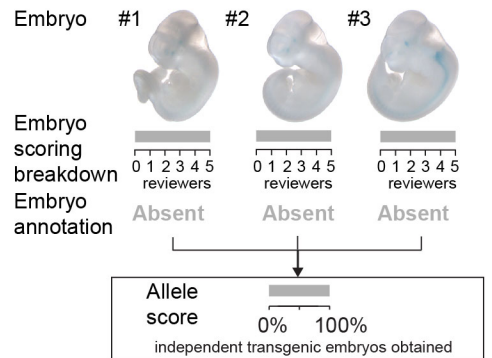 Embryo #1 #2 #3
Embryo
scoring
breakdown
0 1 2 3 4 5 0 1 2 3 4 5 0 1 2 3 4 5
reviewers reviewers reviewers
Embryo
annotation
Absent Absent Absent
Allele
score
0% 100%
independent transgenic embryos obtained